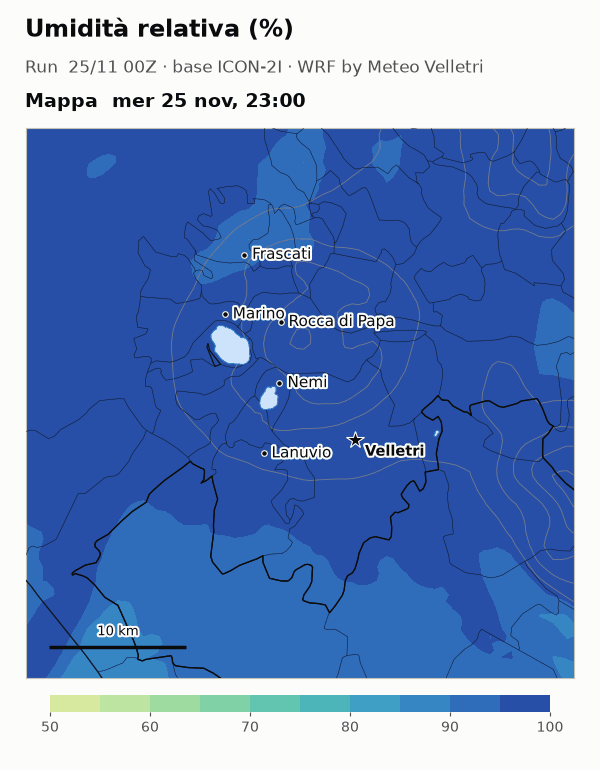 Umidità relativa (%)
Run  25/11 00Z · base ICON-2I · WRF by Meteo Velletri
Mappa  mer 25 nov, 23:00
Frascati
Marino
Rocca di Papa
Nemi
Velletri
Lanuvio
10 km
50 60 70 80 90 100